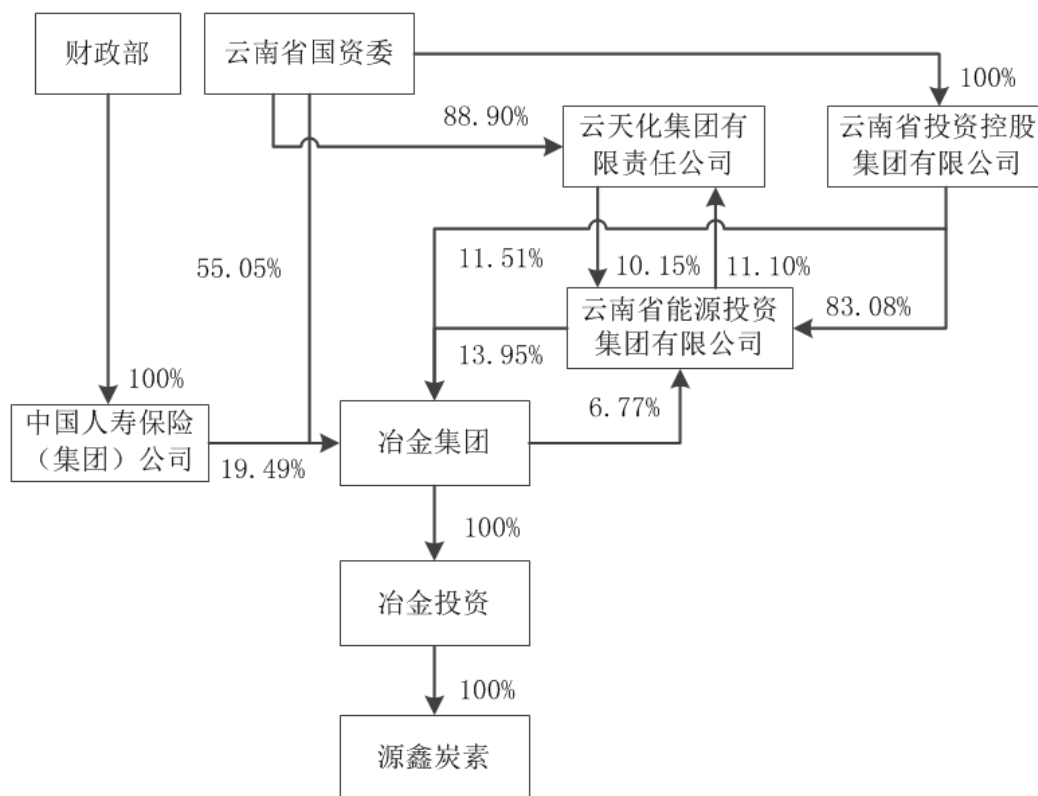 财政部
云南省国资委
100%
88.90%
云天化集团有
限责任公司
云南省投资控股
集团有限公司
55.05%
11.51%
10.15%
11.10%
云南省能源投资
集团有限公司
83.08%
13.95%
100%
6.77%
中国人寿保险
（集团）公司
19.49%
冶金集团
100%
冶金投资
100%
源鑫炭素